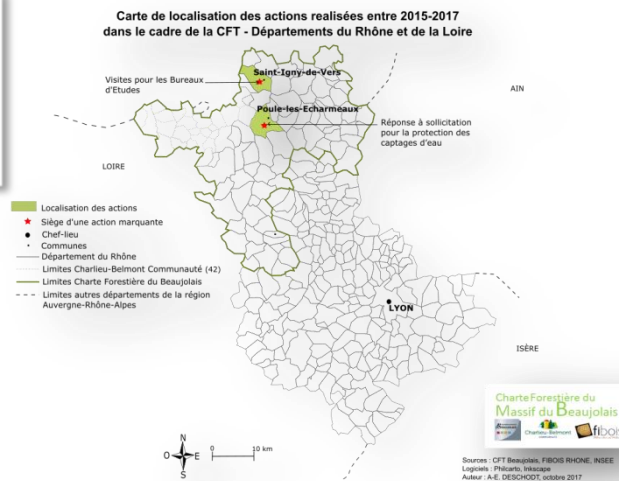 Carte de localisation des actions realisées entre 2015-2017
dans le cadre de la CFT - Départements du Rhône et de la Loire
Saint-Igny-de-Vers
Visites pour les Bureaux
d'Etudes
AIN
Poule-les-Echarmeaux
Réponse à sollicitation
pour la protection des
captages d'eau
LOIRE
Localisation des actions
Siège d'une action marquante
Chef-lieu
Communes
Département du Rhône
Limites Charlieu-Belmont Communauté (42)
Limites Charte Forestière du Beaujolais
Limites autres départements de la région
Auvergne-Rhône-Alpes
LYON
ISÈRE
Charte Forestière du
Massif du Beaujolais
Charlieu-Belmont
fibois
N
O E
S
0 10 km
Sources : CFT Beaujolais, FIBOIS RHONE, INSEE
Logiciels : Philcarto, Inkscape
Auteur : A-E. DESCHODT, octobre 2017